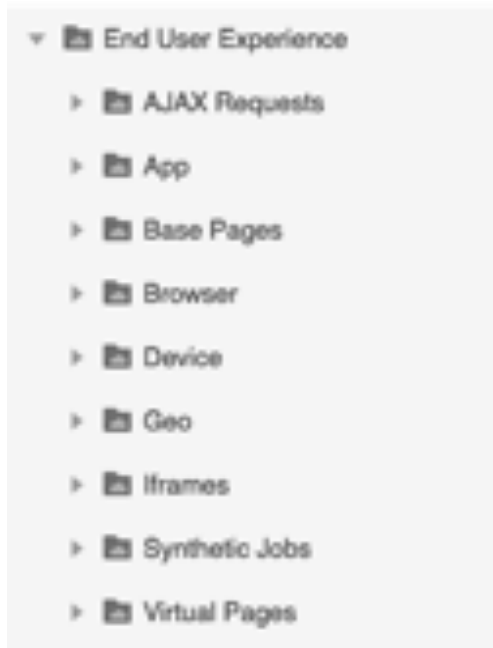 End User Experience
AJAX Requests
App
Base Pages
Browser
Device
Geo
Iframes
Synthetic Jobs
Virtual Pages